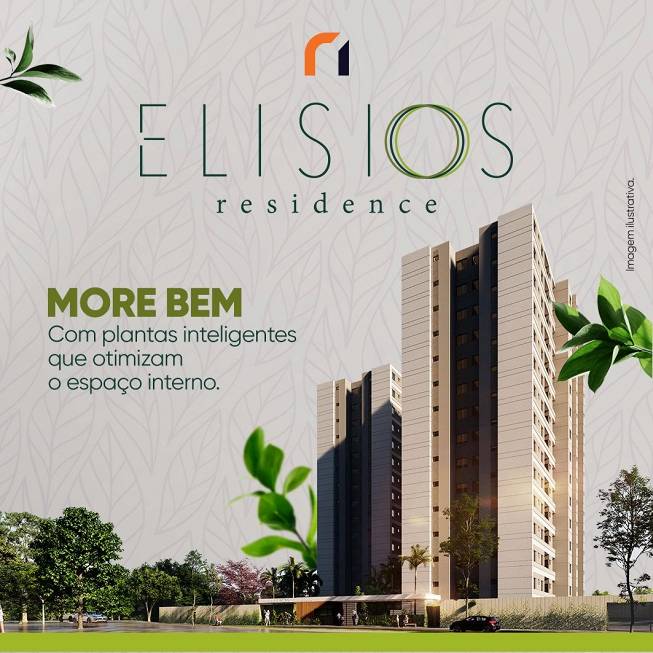 ELISIOS
residence
Imagem ilustrativa.
MORE BEM
Com plantas inteligentes
que otimizam
o espaço interno.